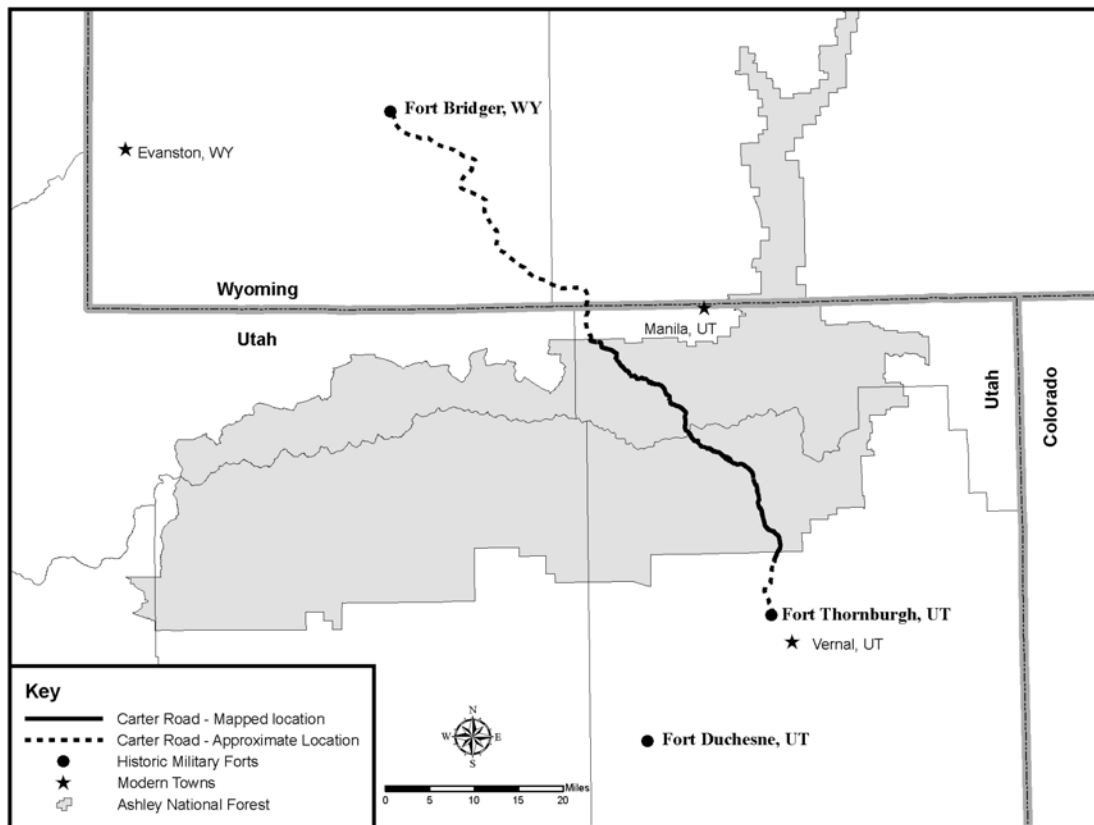 Fort Bridger, WY
Evanston, WY
Wyoming
Utah
Manila, UT
Utah
Colorado
Fort Thornburgh, UT
Vernal, UT
Fort Duchesne, UT
Key
Carter Road - Mapped location
Carter Road - Approximate Location
Historic Military Forts
Modern Towns
Ashley National Forest
N
W E
S
Miles
0 5 10 15 20